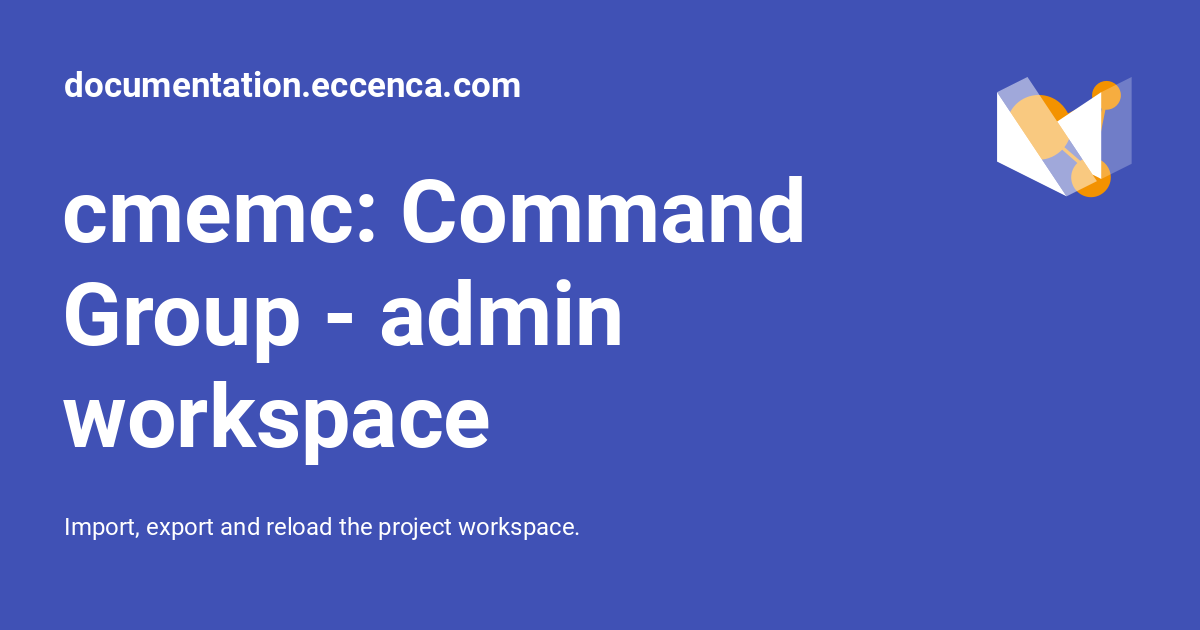 documentation.eccenca.com
cmemc: Command
Group - admin
workspace
Import, export and reload the project workspace.